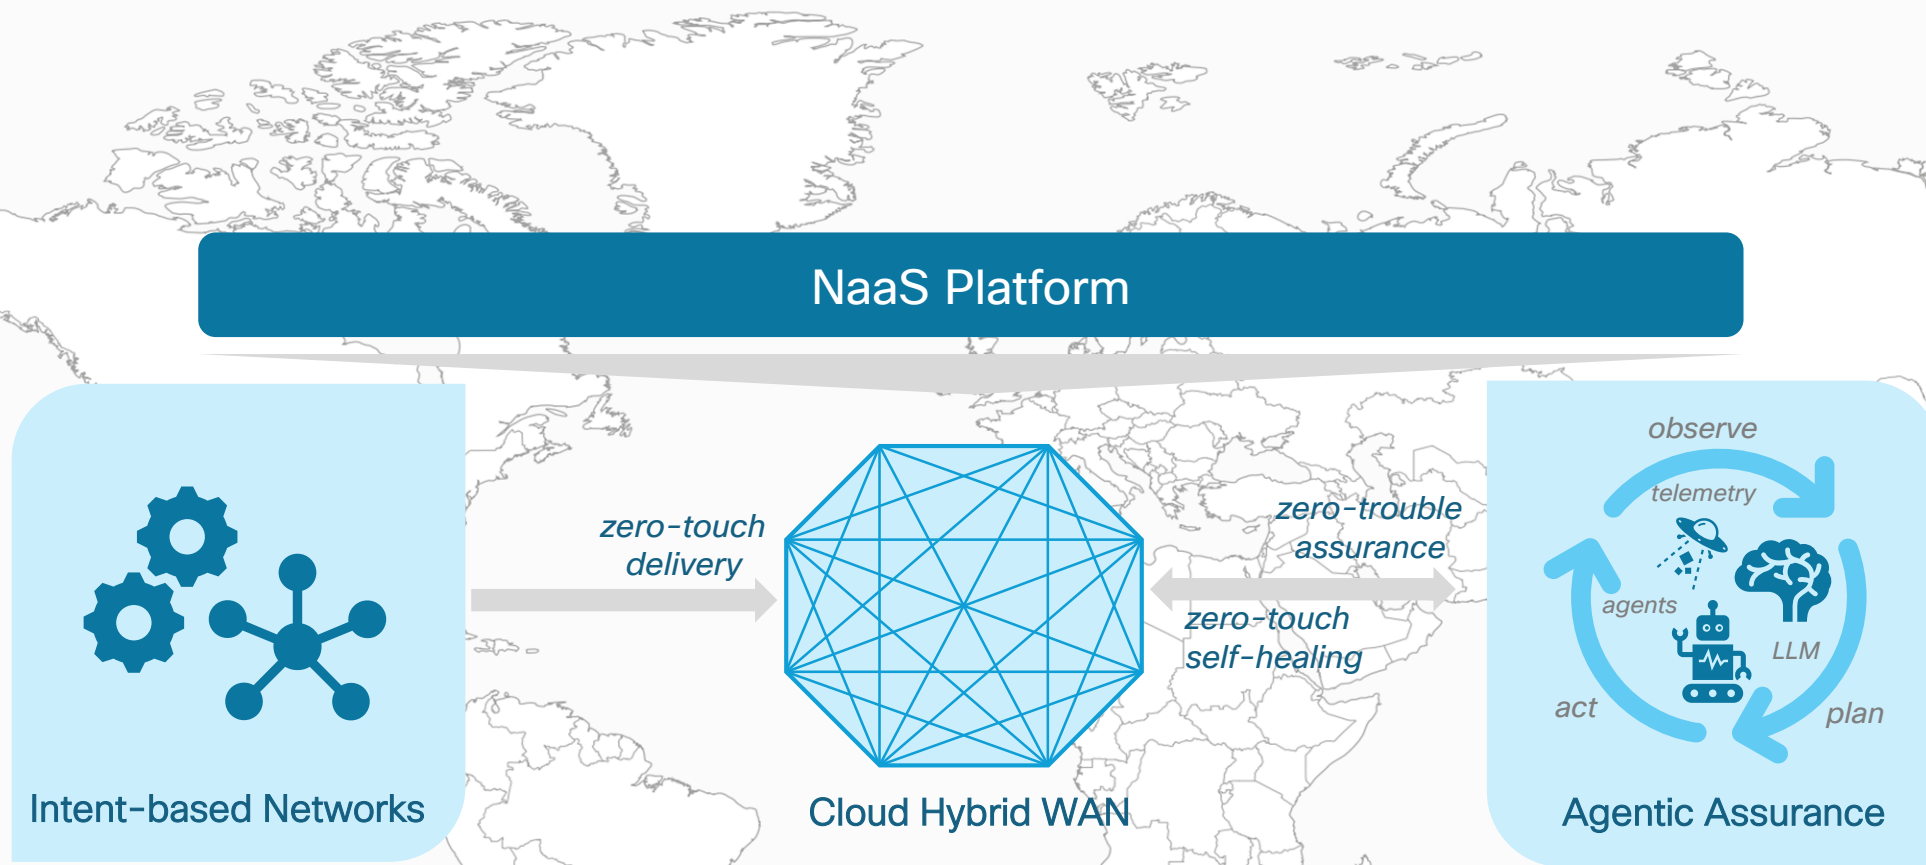 NaaS Platform
zero-touch
delivery
Intent-based Networks
Cloud Hybrid WAN
zero-trouble
assurance
zero-touch
self-healing
observe
telemetry
agents
LLM
act
plan
Agentic Assurance